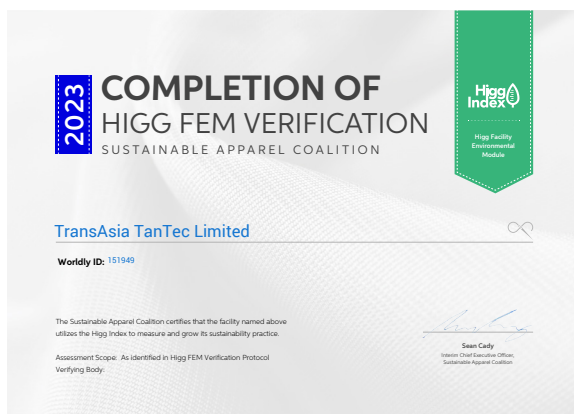 2023
COMPLETION OF
HIGG FEM VERIFICATION
SUSTAINABLE APPAREL COALITION
Higg
Index
Higg Facility
Environmental
Module
TransAsia TanTec Limited
Worldly ID: 151949
The Sustainable Apparel Coalition certifies that the facility named above
utilizes the Higg Index to measure and grow its sustainability practice.
Assessment Scope: As identified in Higg FEM Verification Protocol
Verifying Body:
Sean Cady
Interim Chief Executive Officer,
Sustainable Apparel Coalition